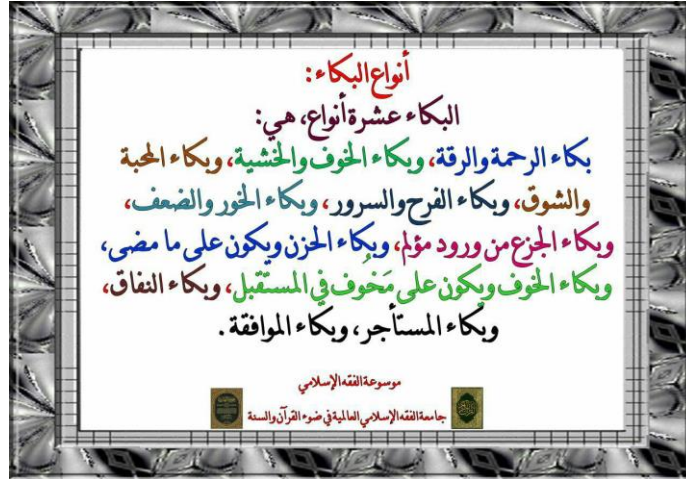 أنواع البكاء:
البكاء عشرة أنواع، هي:
بكاء الرحمة والرقة، وبكاء الخوف والخشية، وبكاء المحبة
والشوق، وبكاء الفرح والسرور، وبكاء الخور والضعف،
وبكاء الجزع من ورود مؤلم، وبكاء الحزن ويكون على ما مضى،
وبكاء الخوف ويكون على مَخُوف في المستقبل، وبكاء النفاق،
وبكاء المستأجر، وبكاء الموافقة.
موسوعة الفقه الإسلامي
جامعة الفقه الإسلامي العالمية في ضوء القرآن والسنة